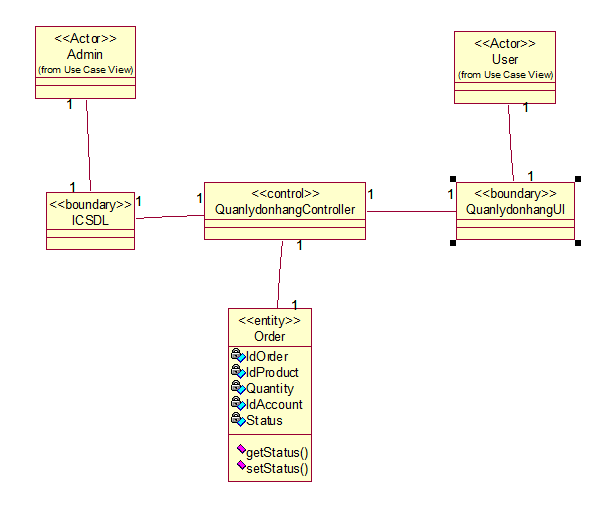 <<Actor>>
Admin
(from Use Case View)
1
<<Actor>>
User
(from Use Case View)
1
1
<<boundary>>
ICSDL
1
1
<<control>>
QuanlydonhangController
1
1
1
1
<<boundary>>
QuanlydonhangUI
1
<<entity>>
Order
IdOrder
IdProduct
Quantity
IdAccount
Status
getStatus()
setStatus()